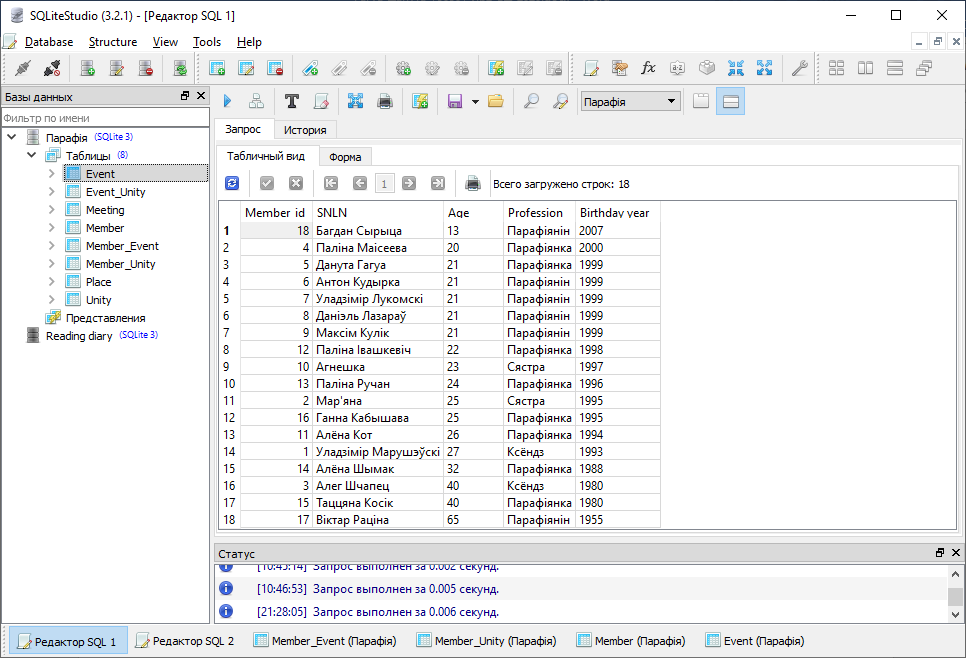 SQLiteStudio (3.2.1) - [Редактор SQL 1]
Database Structure View Tools Help
Базы данных
Фильтр по имени
Парафія (SQLite 3)
Таблицы (8)
Event
Event_Unity
Meeting
Member
Member_Event
Member_Unity
Place
Unity
Представления
Reading diary (SQLite 3)
Парафія
Запрос История
Табличный вид Форма
1 Всего загружено строк: 18
Member_id SNLN Age Profession Birthday year
1 18 Багдан Сырыца 13 Парафіянін 2007
2 4 Паліна Маісеева 20 Парафіянка 2000
3 5 Данута Гагуа 21 Парафіянка 1999
4 6 Антон Кудырка 21 Парафіянін 1999
5 7 Уладзімір Лукомскі 21 Парафіянін 1999
6 8 Даніэль Лазараў 21 Парафіянін 1999
7 9 Максім Кулік 21 Парафіянін 1999
8 12 Паліна Івашкевіч 22 Парафіянка 1998
9 10 Агнешка 23 Сястра 1997
10 13 Паліна Ручан 24 Парафіянка 1996
11 2 Мар'яна 25 Сястра 1995
12 16 Ганна Кабышава 25 Парафіянка 1995
13 11 Алёна Кот 26 Парафіянка 1994
14 1 Уладзімір Марушэўскі 27 Ксёндз 1993
15 14 Алёна Шымак 32 Парафіянка 1988
16 3 Алег Шчапец 40 Ксёндз 1980
17 15 Таццяна Косік 40 Парафіянка 1980
18 17 Віктар Раціна 65 Парафіянін 1955
Статус
[10:45:14] Запрос выполнен за 0.002 секунд.
[10:46:53] Запрос выполнен за 0.005 секунд.
[21:28:05] Запрос выполнен за 0.006 секунд.
Редактор SQL 1 Редактор SQL 2 Member_Event (Парафія) Member_Unity (Парафія) Member (Парафія) Event (Парафія)